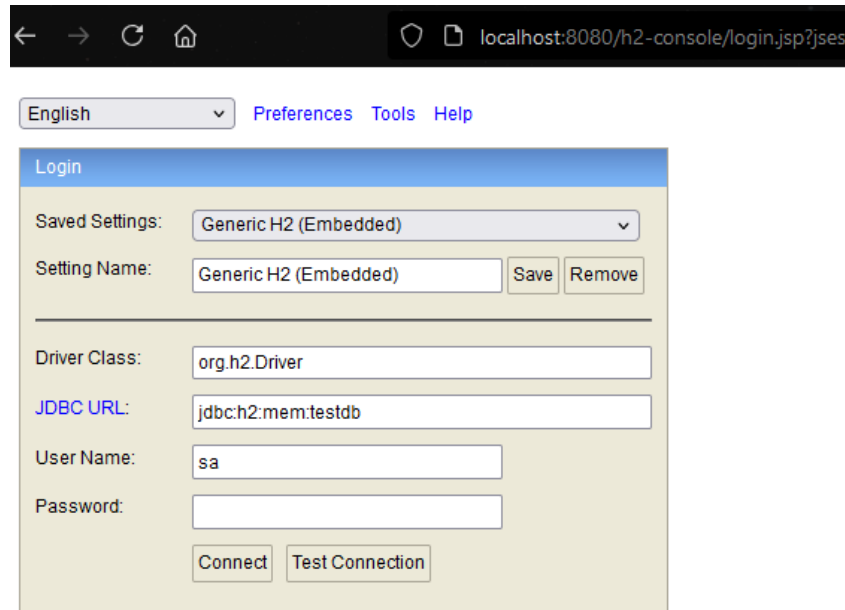 localhost:8080/h2-console/login.jsp?jses
English Preferences Tools Help
Login
Saved Settings: Generic H2 (Embedded)
Setting Name: Generic H2 (Embedded) Save Remove
Driver Class: org.h2.Driver
JDBC URL: jdbc:h2:mem:testdb
User Name: sa
Password:
Connect Test Connection